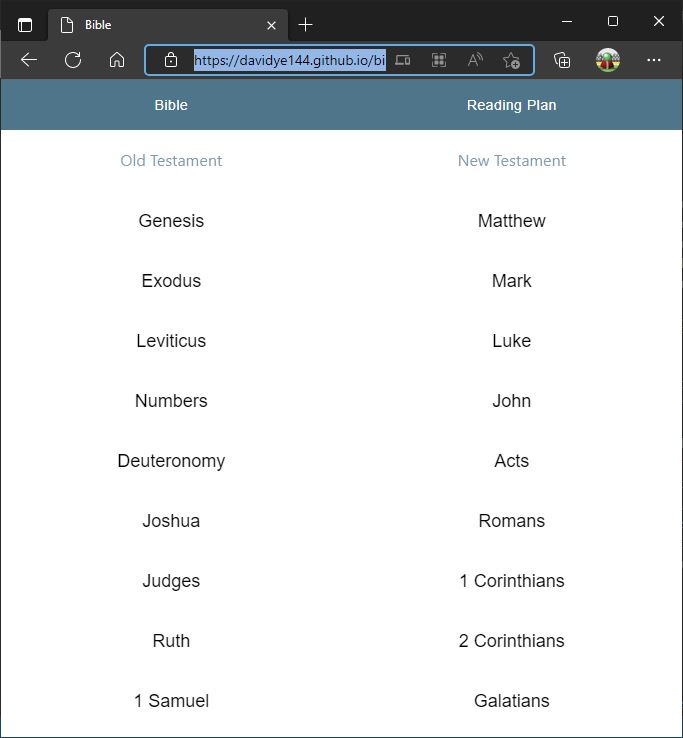 Bible
https://davidye144.github.io/bi
Bible Reading Plan
Old Testament New Testament
Genesis Matthew
Exodus Mark
Leviticus Luke
Numbers John
Deuteronomy Acts
Joshua Romans
Judges 1 Corinthians
Ruth 2 Corinthians
1 Samuel Galatians